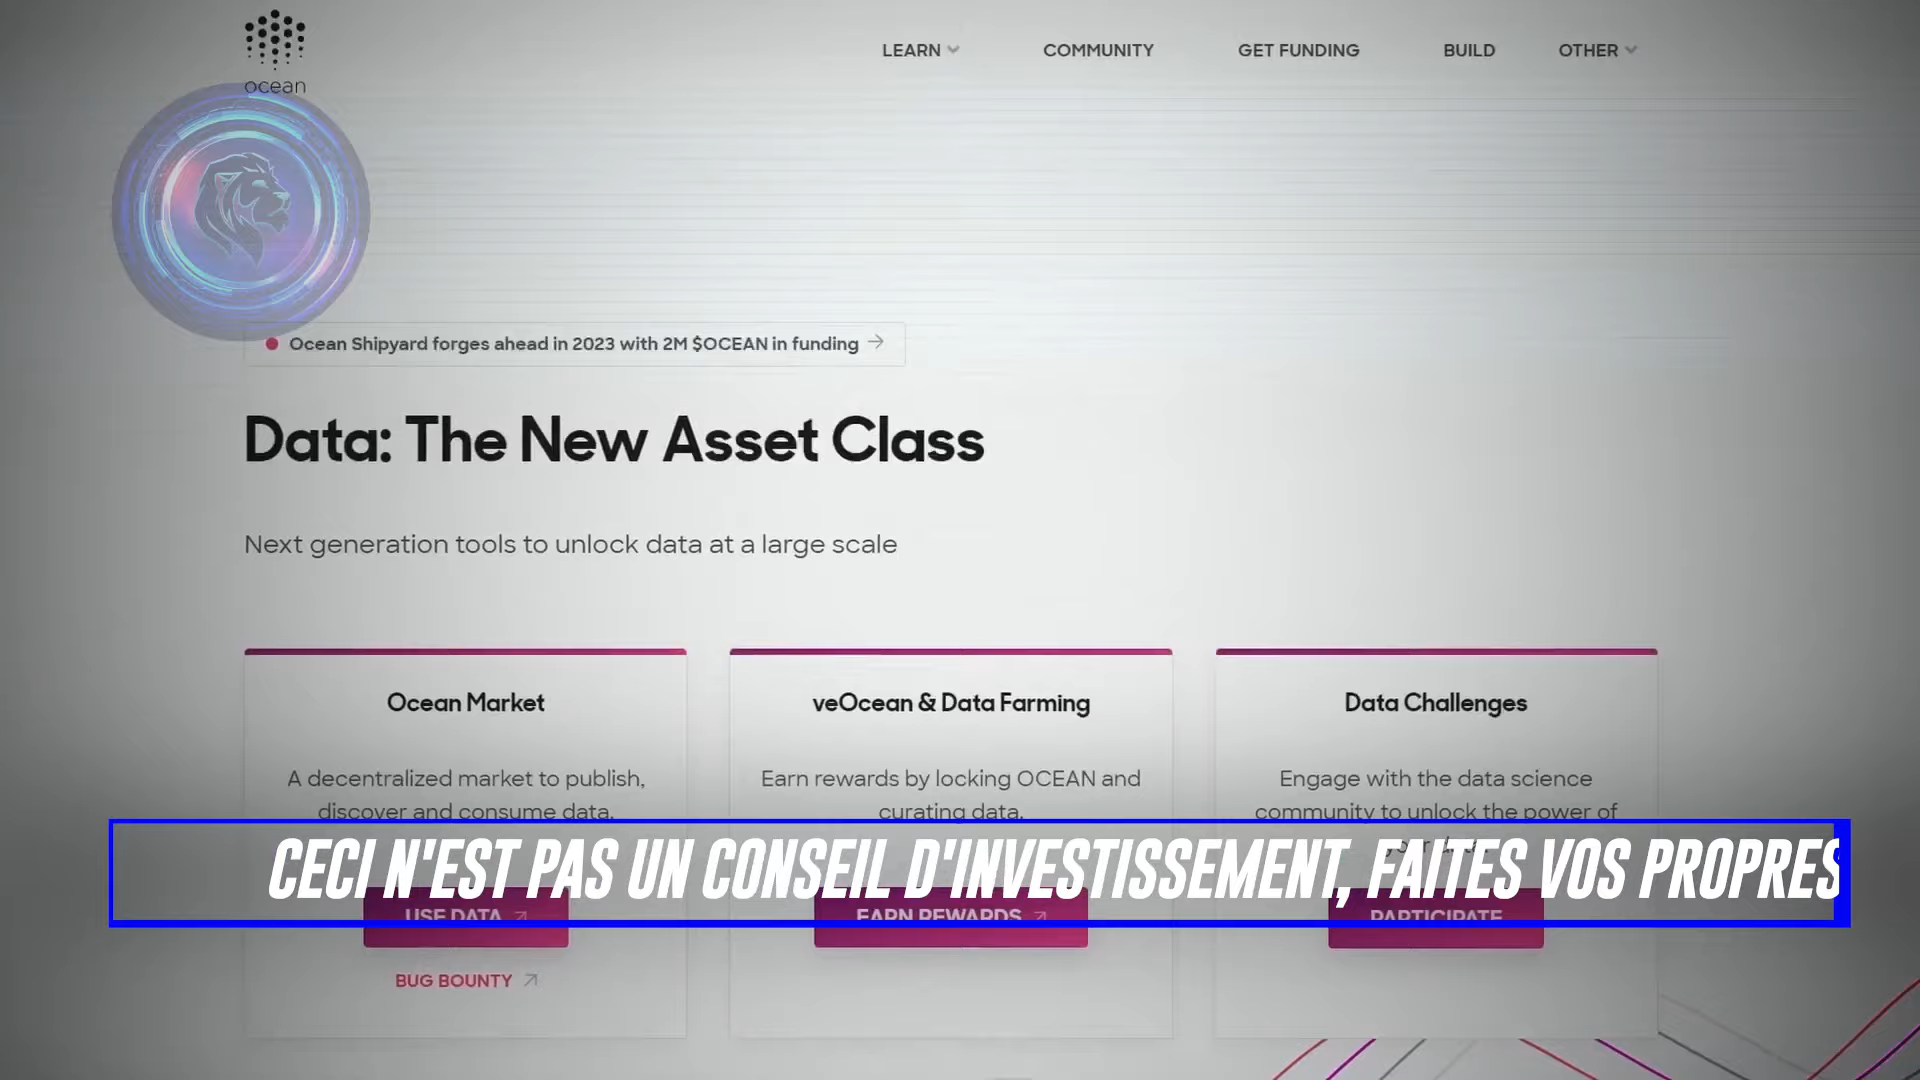 ocean
LEARN
COMMUNITY
GET FUNDING
BUILD
OTHER
Ocean Shipyard forges ahead in 2023 with 2M $OCEAN in funding
Data: The New Asset Class
Next generation tools to unlock data at a large scale
Ocean Market
A decentralized market to publish,
discover and consume data.
USE DATA
BUG BOUNTY
veOcean & Data Farming
Earn rewards by locking OCEAN and
curating data.
EARN REWARDS
Data Challenges
Engage with the data science
community to unlock the power of
your data.
PARTICIPATE
CECI N'EST PAS UN CONSEIL D'INVESTISSEMENT, FAITES VOS PROPRES